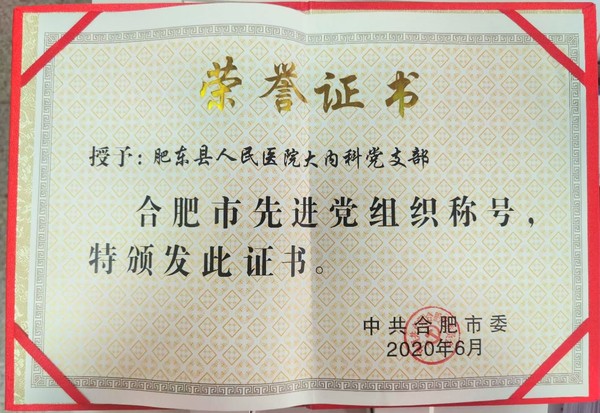 荣誉证书
授予：肥东县人民医院大内科党支部
合肥市先进党组织称号，
特颁发此证书。
中共合肥市委
2020年6月